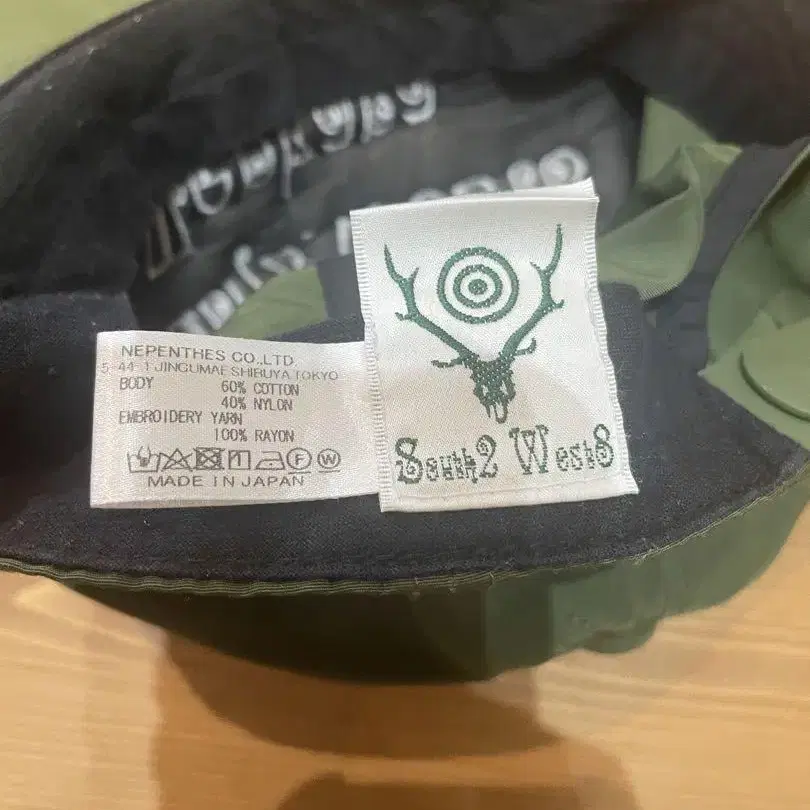 NEPENTHES CO.,LTD.
5-44-1 JINGUMAE SHIBUYA TOKYO
BODY 60% COTTON
40% NYLON
EMBROIDERY YARN
100% RAYON
F W
MADE IN JAPAN
South2 West8